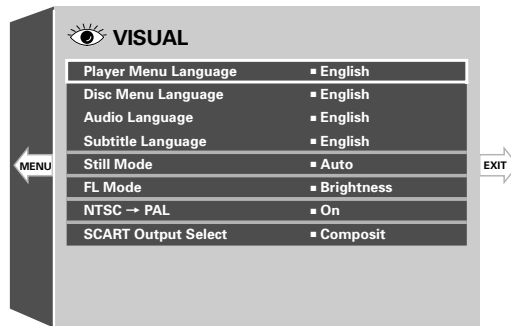 VISUAL
Player Menu Language ▪ English
Disc Menu Language ▪ English
Audio Language ▪ English
Subtitle Language ▪ English
MENU Still Mode ▪ Auto EXIT
FL Mode ▪ Brightness
NTSC → PAL ▪ On
SCART Output Select ▪ Composit